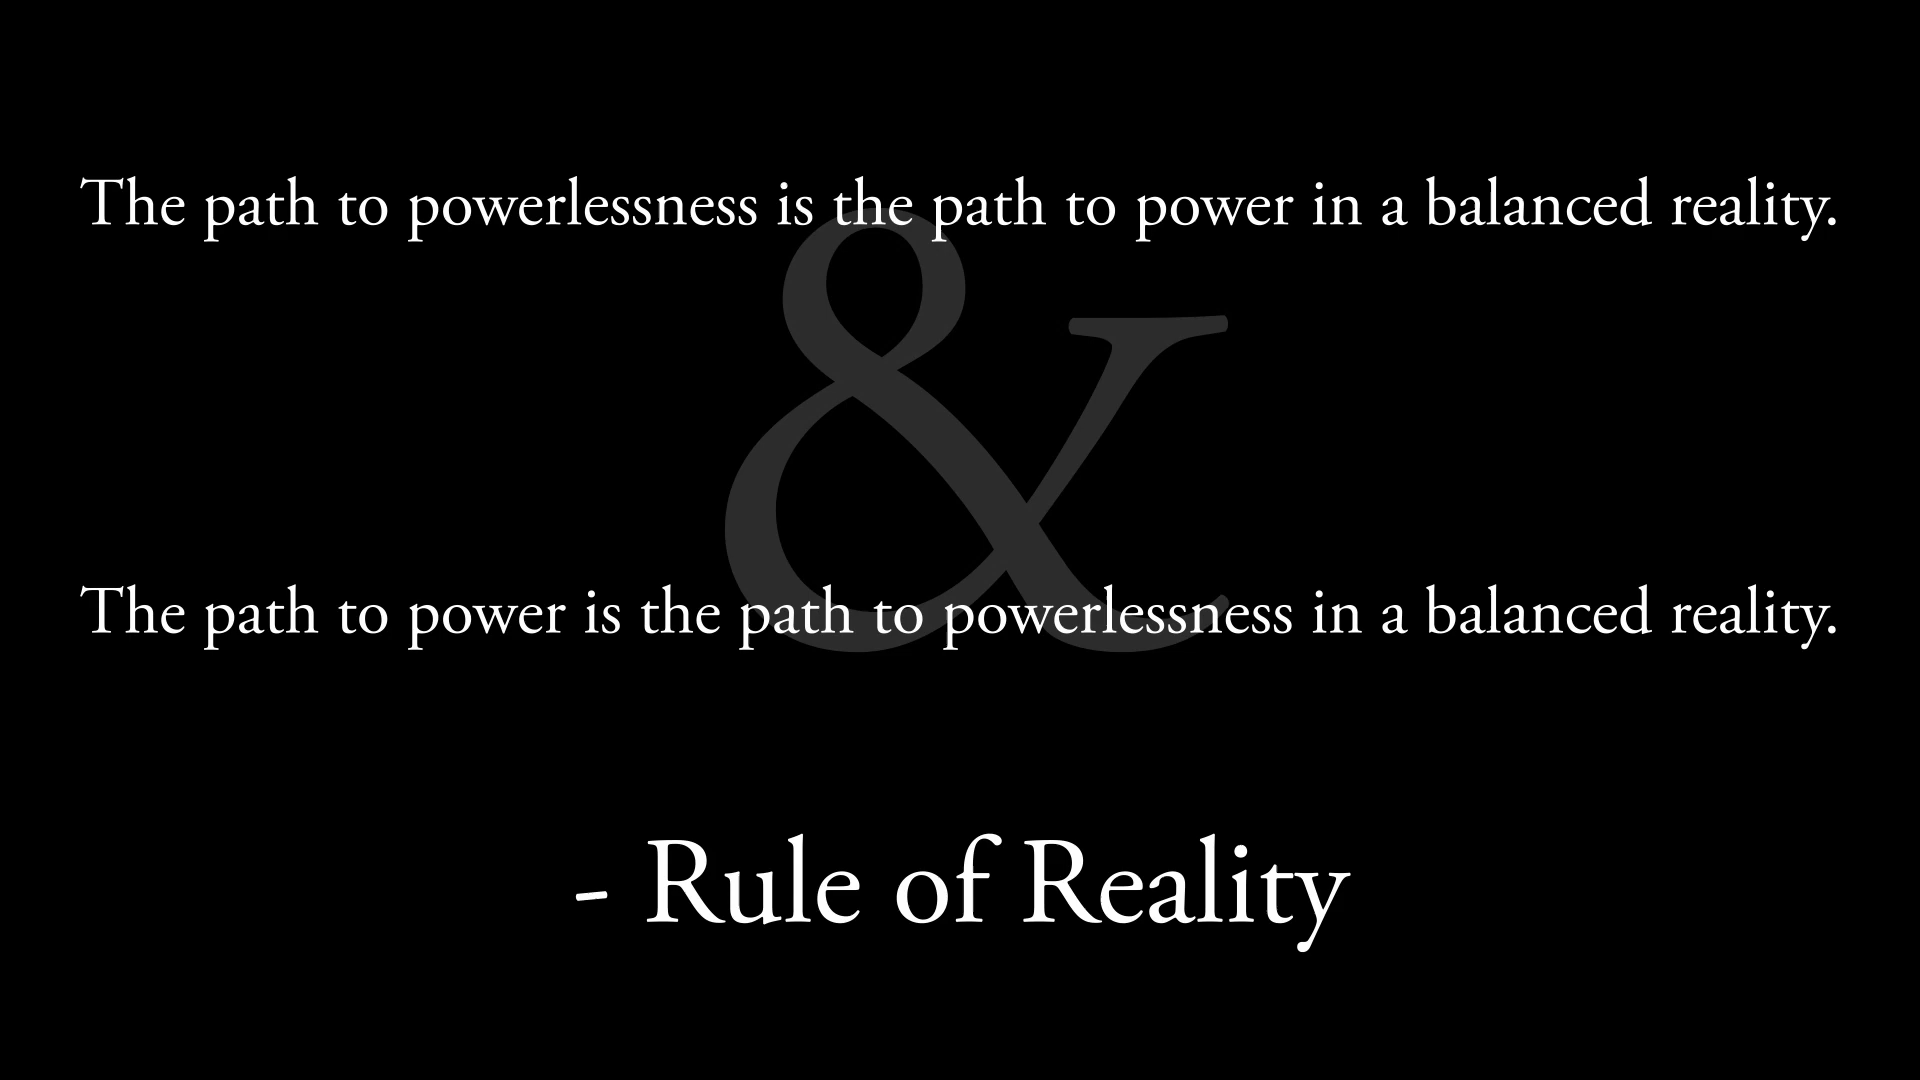 The path to powerlessness is the path to power in a balanced reality.
&
The path to power is the path to powerlessness in a balanced reality.
- Rule of Reality